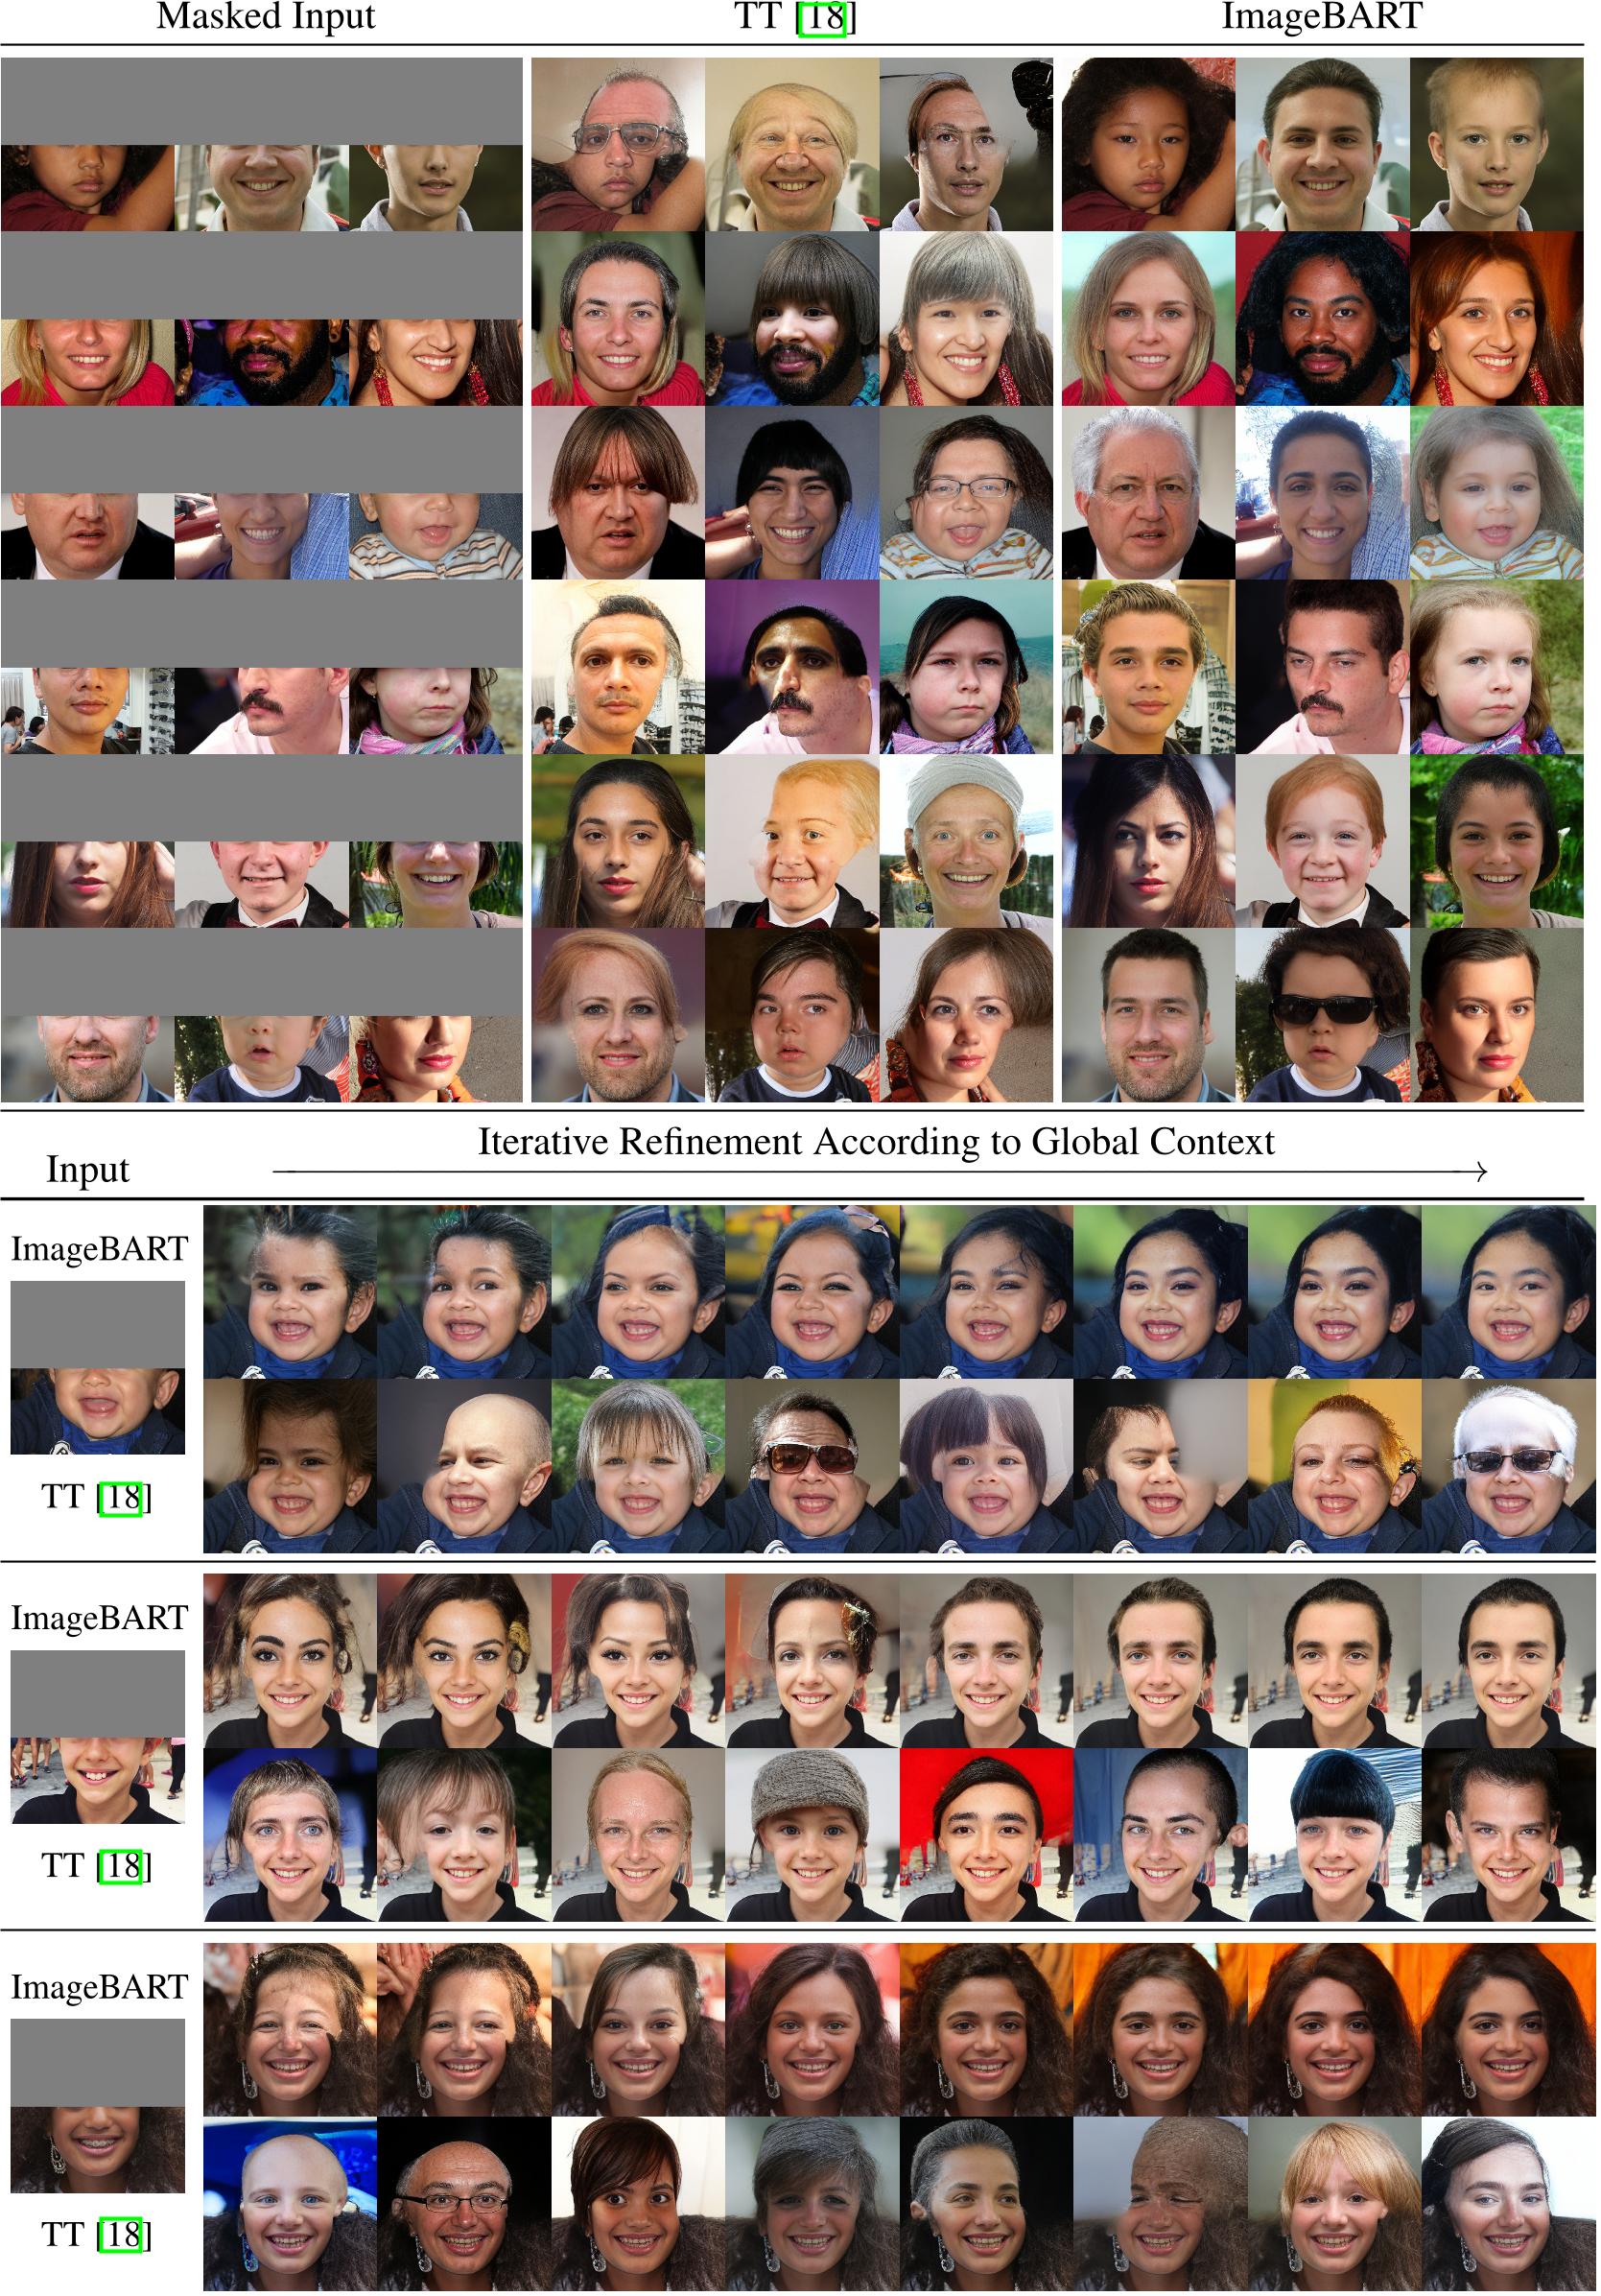 Masked Input TT [18] ImageBART
Iterative Refinement According to Global Context
Input
ImageBART
TT [18]
ImageBART
TT [18]
ImageBART
TT [18]